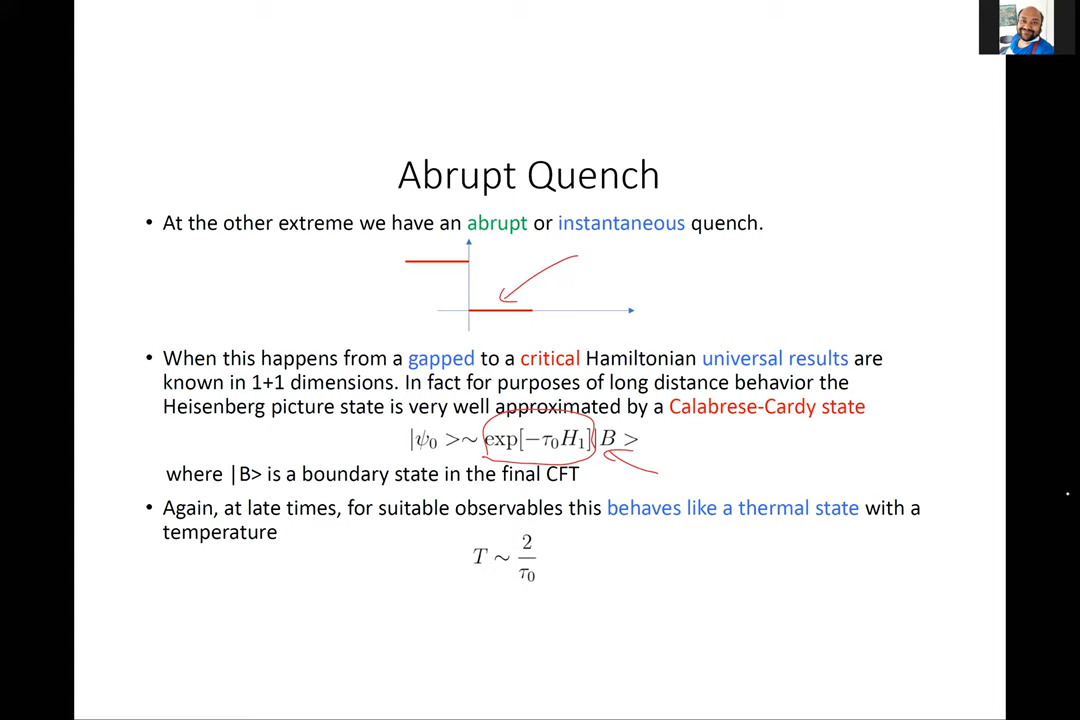 Abrupt Quench
• At the other extreme we have an abrupt or instantaneous quench.
• When this happens from a gapped to a critical Hamiltonian universal results are
known in 1+1 dimensions. In fact for purposes of long distance behavior the
Heisenberg picture state is very well approximated by a Calabrese-Cardy state
|ψ₀ >∼ exp[−τ₀H₁]|B >
where |B> is a boundary state in the final CFT
• Again, at late times, for suitable observables this behaves like a thermal state with a
temperature
T ∼ 2/τ₀